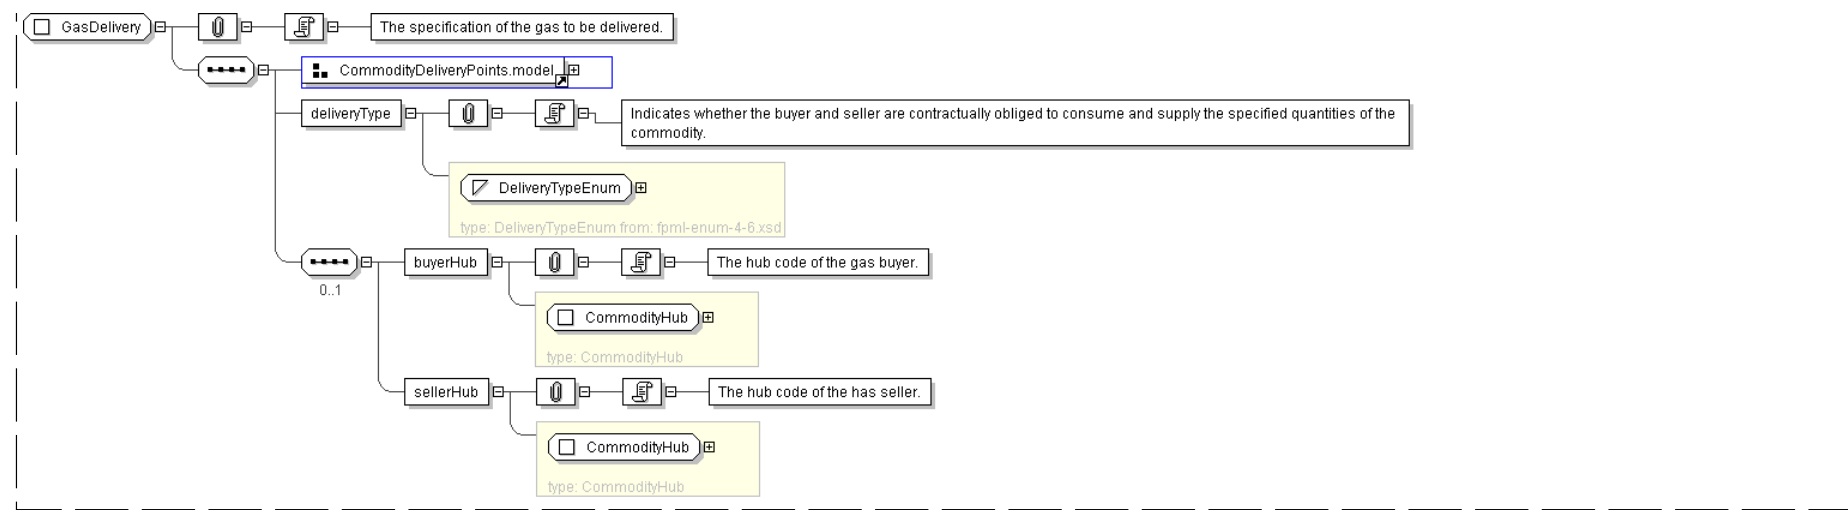 GasDelivery
The specification of the gas to be delivered.
CommodityDeliveryPoints.model
deliveryType
Indicates whether the buyer and seller are contractually obliged to consume and supply the specified quantities of the
commodity.
DeliveryTypeEnum
type: DeliveryTypeEnum from: fpml-enum-4-6.xsd
buyerHub
The hub code of the gas buyer.
0..1
CommodityHub
type: CommodityHub
sellerHub
The hub code of the has seller.
CommodityHub
type: CommodityHub